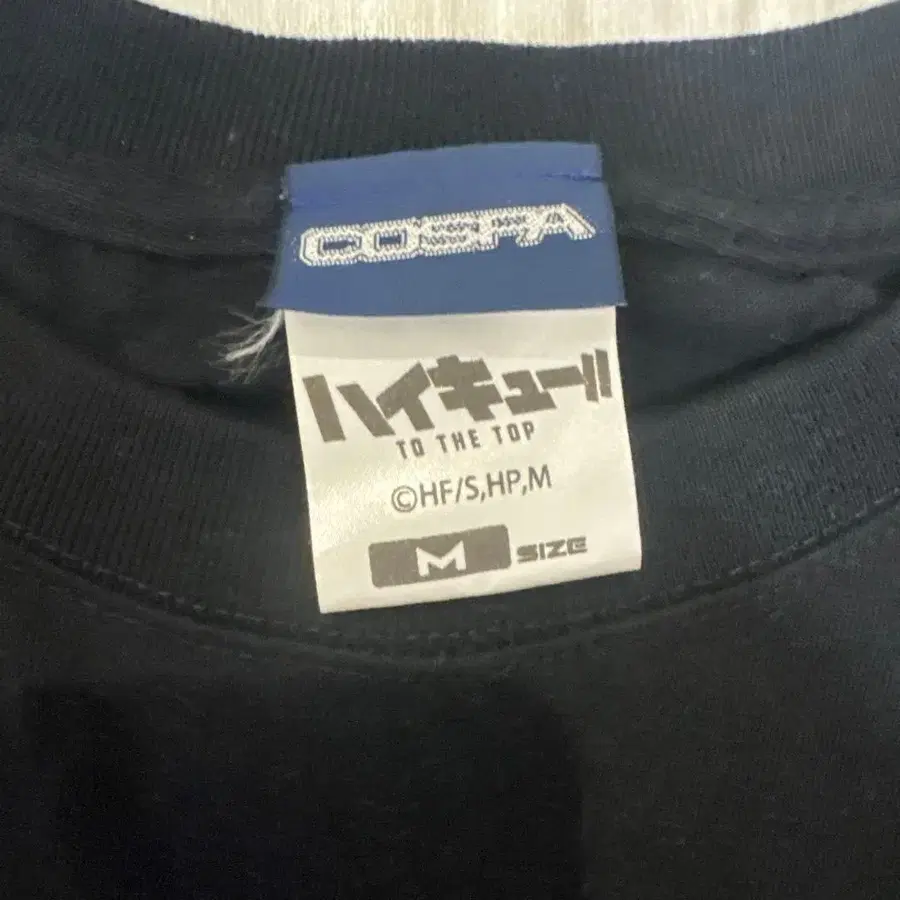 COSPA
ハイキュー!!
TO THE TOP
©HF/S,HP,M
M SIZE